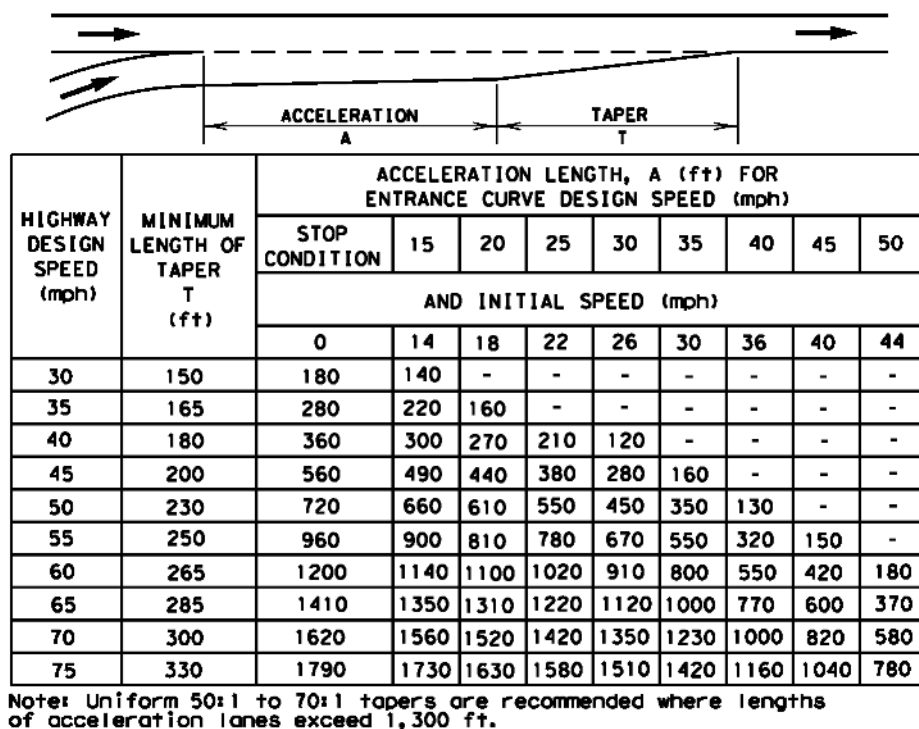 ACCELERATION
A
TAPER
T
HIGHWAY DESIGN SPEED (mph)
MINIMUM LENGTH OF TAPER T (ft)
ACCELERATION LENGTH, A (ft) FOR
ENTRANCE CURVE DESIGN SPEED (mph)
STOP CONDITION 15 20 25 30 35 40 45 50
AND INITIAL SPEED (mph)
0 14 18 22 26 30 36 40 44
30 150 180 140 - - - - - - -
35 165 280 220 160 - - - - - -
40 180 360 300 270 210 120 - - - -
45 200 560 490 440 380 280 160 - - -
50 230 720 660 610 550 450 350 130 - -
55 250 960 900 810 780 670 550 320 150 -
60 265 1200 1140 1100 1020 910 800 550 420 180
65 285 1410 1350 1310 1220 1120 1000 770 600 370
70 300 1620 1560 1520 1420 1350 1230 1000 820 580
75 330 1790 1730 1630 1580 1510 1420 1160 1040 780
Note: Uniform 50:1 to 70:1 tapers are recommended where lengths
of acceleration lanes exceed 1,300 ft.